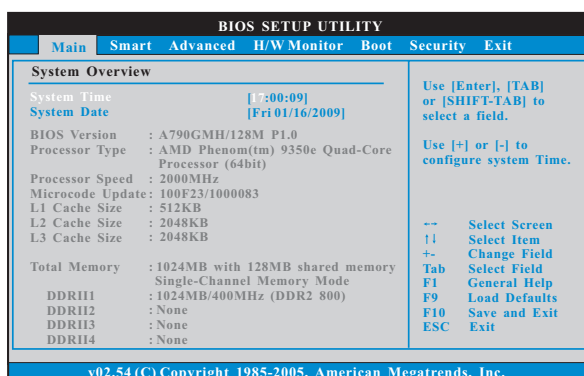 BIOS SETUP UTILITY
Main Smart Advanced H/W Monitor Boot Security Exit
System Overview
System Time [17:00:09]
System Date [Fri 01/16/2009]
BIOS Version : A790GMH/128M P1.0
Processor Type : AMD Phenom(tm) 9350e Quad-Core
Processor (64bit)
Processor Speed : 2000MHz
Microcode Update : 100F23/1000083
L1 Cache Size : 512KB
L2 Cache Size : 2048KB
L3 Cache Size : 2048KB
Total Memory : 1024MB with 128MB shared memory
Single-Channel Memory Mode
DDRII1 : 1024MB/400MHz (DDR2 800)
DDRII2 : None
DDRII3 : None
DDRII4 : None
Use [Enter], [TAB]
or [SHIFT-TAB] to
select a field.
Use [+] or [-] to
configure system Time.
←→ Select Screen
↑↓ Select Item
+- Change Field
Tab Select Field
F1 General Help
F9 Load Defaults
F10 Save and Exit
ESC Exit
v02.54 (C) Copyright 1985-2005, American Megatrends, Inc.